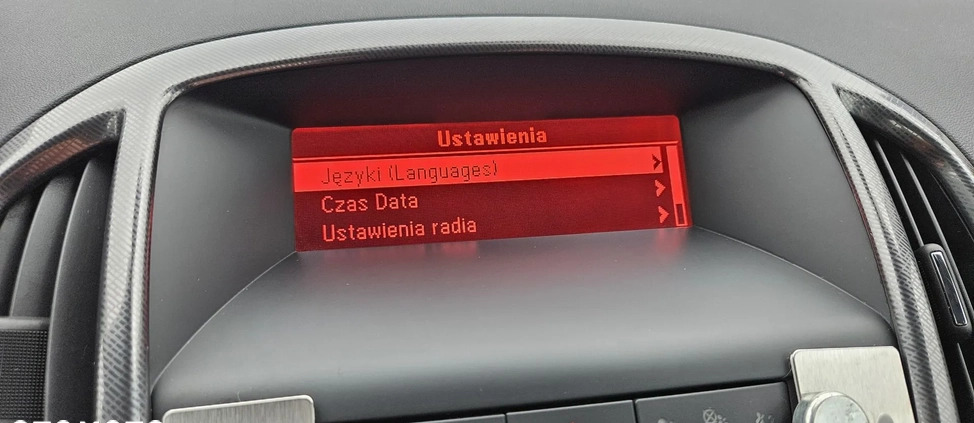 Ustawienia
Języki (Languages)
Czas Data
Ustawienia radia